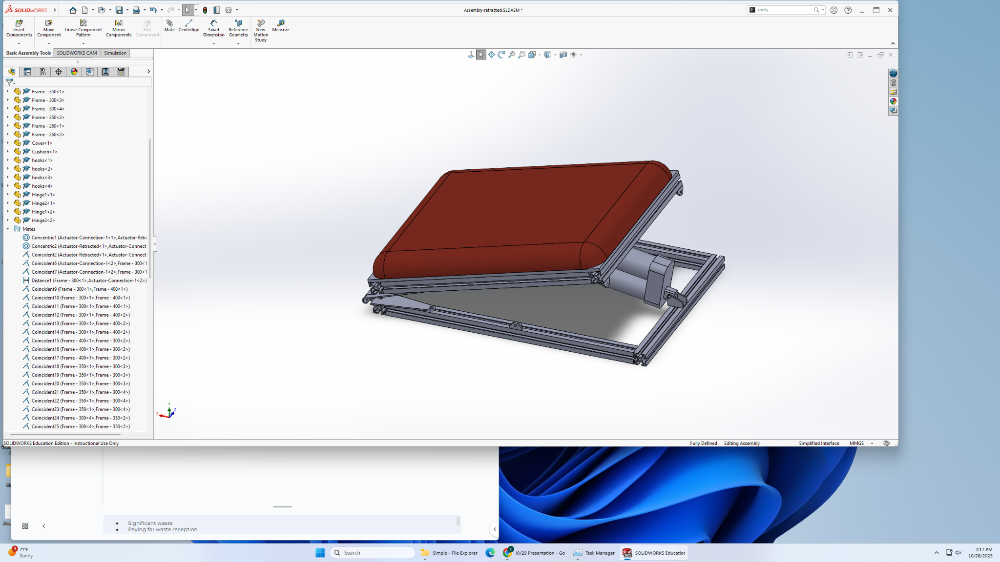 SOLIDWORKS
Assembly-retracted.SLDASM *
units
Insert Components
Move Component
Linear Component Pattern
Mirror Components
Edit Component
Mate
Centerline
Smart Dimension
Reference Geometry
New Motion Study
Measure
Basic Assembly Tools
SOLIDWORKS CAM
Simulation
Frame - 350<1>
Frame - 300<3>
Frame - 300<4>
Frame - 350<2>
Frame - 260<1>
Frame - 260<2>
Cover<1>
Cushion<1>
hooks<1>
hooks<2>
hooks<3>
hooks<4>
Hinge1<1>
Hinge2<1>
Hinge1<2>
Hinge2<2>
Mates
Concentric1 (Actuator-Connection-1<1>,Actuator-Retra
Concentric2 (Actuator-Retracted<1>,Actuator-Connect
Coincident2 (Actuator-Retracted<1>,Actuator-Connect
Coincident6 (Actuator-Connection-1<2>,Frame - 300<1
Coincident7 (Actuator-Connection-1<2>,Frame - 300<1
Distance1 (Frame - 300<1>,Actuator-Connection-1<2>)
Coincident9 (Frame - 300<1>,Frame - 400<1>)
Coincident10 (Frame - 300<1>,Frame - 400<1>)
Coincident11 (Frame - 300<1>,Frame - 400<1>)
Coincident12 (Frame - 300<1>,Frame - 400<2>)
Coincident13 (Frame - 300<1>,Frame - 400<2>)
Coincident14 (Frame - 300<1>,Frame - 400<2>)
Coincident15 (Frame - 400<1>,Frame - 300<2>)
Coincident16 (Frame - 400<1>,Frame - 300<2>)
Coincident17 (Frame - 400<1>,Frame - 300<2>)
Coincident18 (Frame - 350<1>,Frame - 300<3>)
Coincident19 (Frame - 350<1>,Frame - 300<3>)
Coincident20 (Frame - 350<1>,Frame - 300<3>)
Coincident21 (Frame - 350<1>,Frame - 300<4>)
Coincident22 (Frame - 350<1>,Frame - 300<4>)
Coincident23 (Frame - 350<1>,Frame - 300<4>)
Coincident24 (Frame - 300<4>,Frame - 350<2>)
Coincident25 (Frame - 300<4>,Frame - 350<2>)
Y
X
Z
SOLIDWORKS Education Edition - Instructional Use Only
Fully Defined
Editing Assembly
Simplified Interface
MMGS
• Significant waste
• Paying for waste reception
3
71°F
Sunny
Search
Simple - File Explorer
10/29 Presentation - Go
Task Manager
SOLIDWORKS Education
2:17 PM
10/28/2025